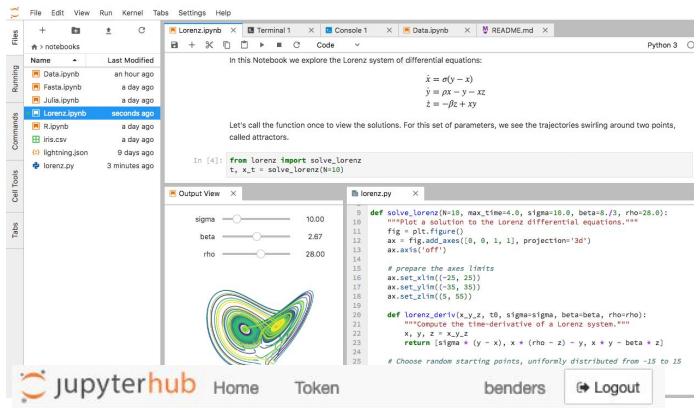 File Edit View Run Kernel Tabs Settings Help
Files
Running
Commands
Cell Tools
Tabs
> notebooks
Name Last Modified
Data.ipynb an hour ago
Fasta.ipynb a day ago
Julia.ipynb a day ago
Lorenz.ipynb seconds ago
R.ipynb a day ago
iris.csv a day ago
lightning.json 9 days ago
lorenz.py 3 minutes ago
Lorenz.ipynb × Terminal 1 × Console 1 × Data.ipynb × README.md ×
Code Python 3
In this Notebook we explore the Lorenz system of differential equations:
ẋ = σ(y − x)
ẏ = ρx − y − xz
ż = −βz + xy
Let's call the function once to view the solutions. For this set of parameters, we see the trajectories swirling around two points,
called attractors.
In [4]: from lorenz import solve_lorenz
t, x_t = solve_lorenz(N=10)
Output View ×
sigma 10.00
beta 2.67
rho 28.00
lorenz.py ×
9 def solve_lorenz(N=10, max_time=4.0, sigma=10.0, beta=8./3, rho=28.0):
10 """Plot a solution to the Lorenz differential equations."""
11 fig = plt.figure()
12 ax = fig.add_axes([0, 0, 1, 1], projection='3d')
13 ax.axis('off')
14
15 # prepare the axes limits
16 ax.set_xlim((-25, 25))
17 ax.set_ylim((-35, 35))
18 ax.set_zlim((5, 55))
19
20 def lorenz_deriv(x_y_z, t0, sigma=sigma, beta=beta, rho=rho):
21 """Compute the time-derivative of a Lorenz system."""
22 x, y, z = x_y_z
23 return [sigma * (y - x), x * (rho - z) - y, x * y - beta * z]
24
25 # Choose random starting points, uniformly distributed from -15 to 15
jupyterhub Home Token benders Logout